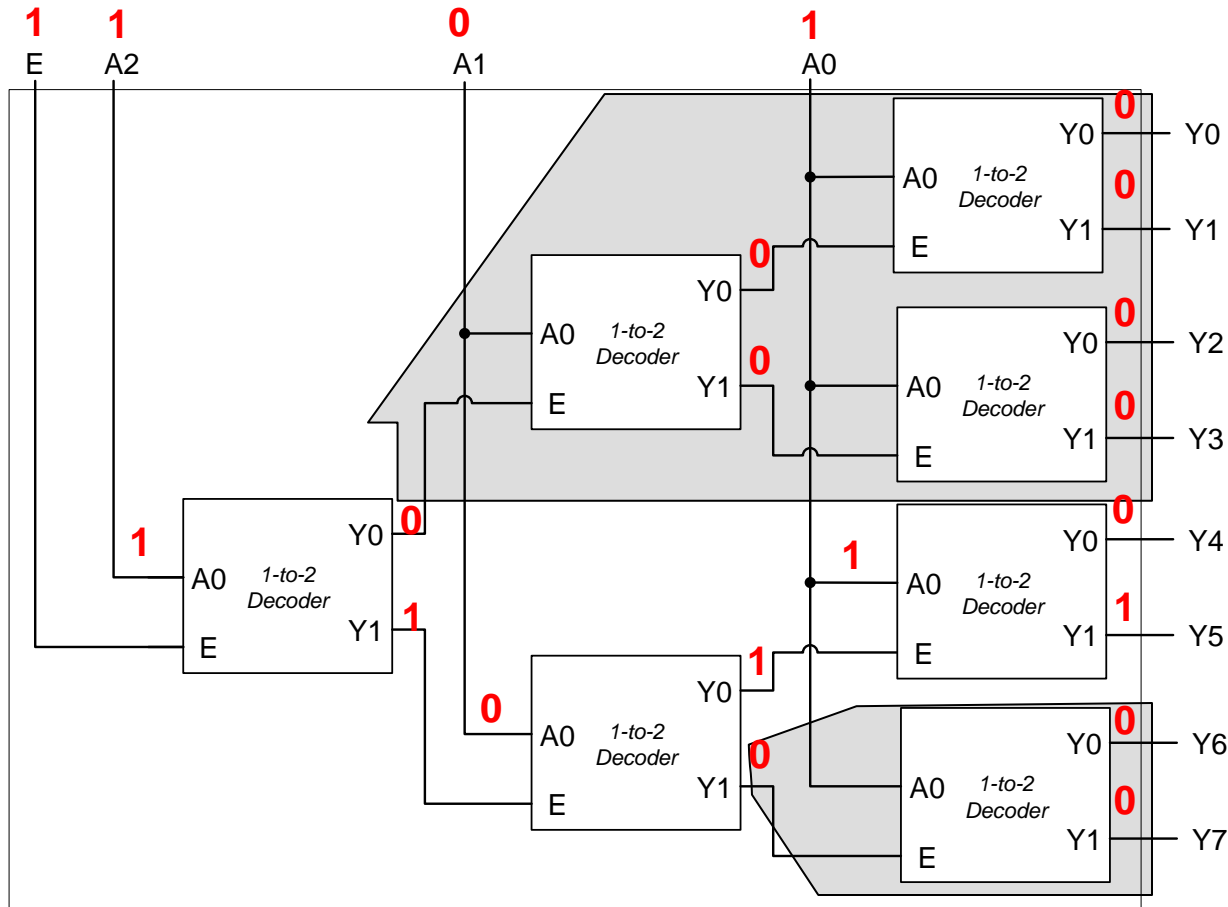 1 1 0 1
E A2 A1 A0
0
Y0 Y0
A0 1-to-2 Decoder 0
Y1 Y1
E
0
Y0
A0 1-to-2 Decoder
0
Y1
E
0
Y0 Y2
A0 1-to-2 Decoder
0
Y1 Y3
E
1
A0 1-to-2 Decoder
Y0 0
Y1 1
E
0
Y0 Y4
1
A0 1-to-2 Decoder
1
Y1 Y5
E
0
A0 1-to-2 Decoder
1
Y0
0
Y1
E
0
Y0 Y6
A0 1-to-2 Decoder
0
Y1 Y7
E